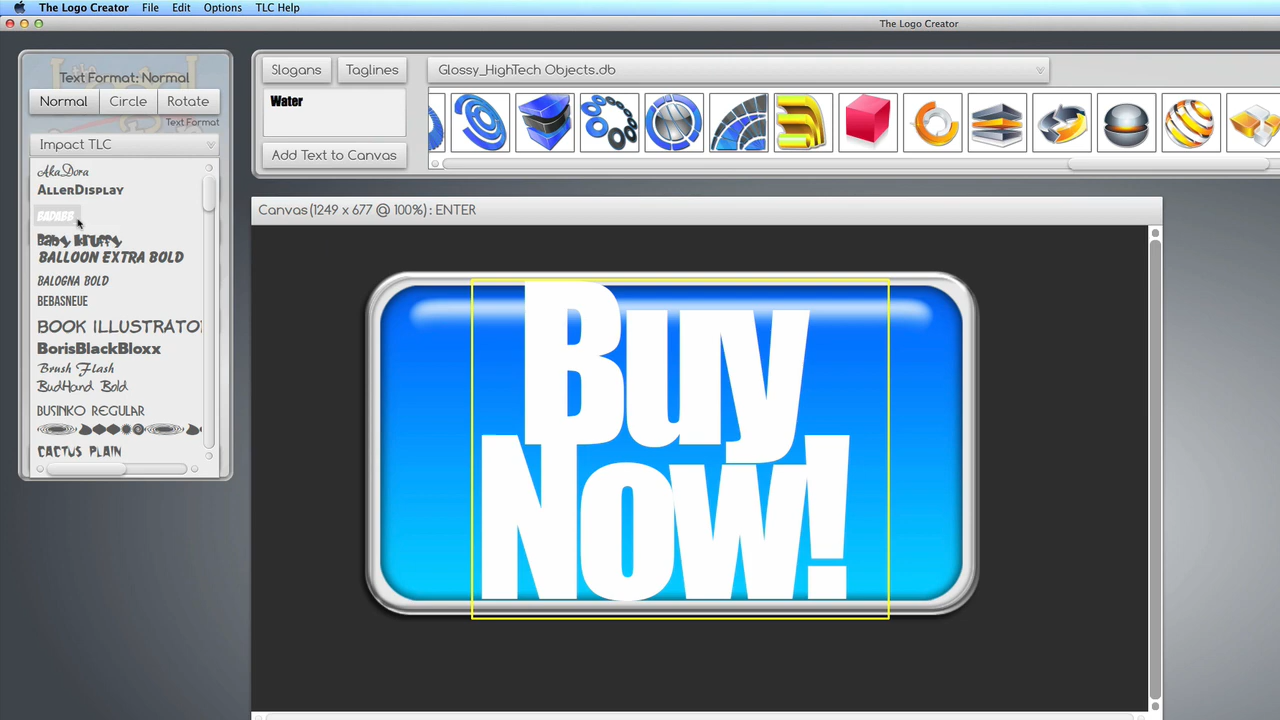 The Logo Creator File Edit Options TLC Help
The Logo Creator
Text Format: Normal
Normal Circle Rotate
Text Format
Impact TLC
AkaDora
AllerDisplay
BADABB
Baby Kruffy
BALLOON EXTRA BOLD
BALOGNA BOLD
BEBASNEUE
BOOK ILLUSTRATO
BorisBlackBloxx
Brush Flash
BudHand Bold
BUSINKO REGULAR
CACTUS PLAIN
Slogans Taglines
Water
Add Text to Canvas
Glossy_HighTech Objects.db
Canvas(1249 x 677 @ 100%) : ENTER
Buy
Now!